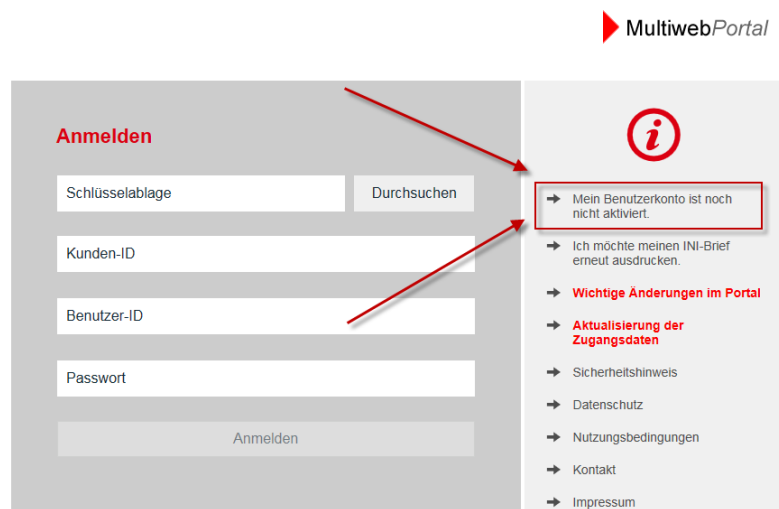 MultiwebPortal
Anmelden
Schlüsselablage
Durchsuchen
Kunden-ID
Benutzer-ID
Passwort
Anmelden
i
Mein Benutzerkonto ist noch
nicht aktiviert.
Ich möchte meinen INI-Brief
erneut ausdrucken.
Wichtige Änderungen im Portal
Aktualisierung der
Zugangsdaten
Sicherheitshinweis
Datenschutz
Nutzungsbedingungen
Kontakt
Impressum